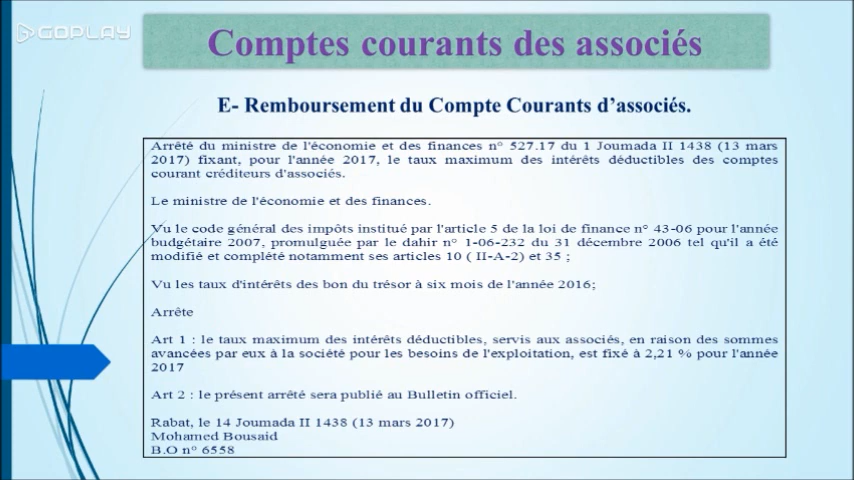 GOPLAY
Comptes courants des associés
E- Remboursement du Compte Courants d'associés.
Arrêté du ministre de l'économie et des finances n° 527.17 du 1 Joumada II 1438 (13 mars
2017) fixant, pour l'année 2017, le taux maximum des intérêts déductibles des comptes
courant créditeurs d'associés.
Le ministre de l'économie et des finances.
Vu le code général des impôts institué par l'article 5 de la loi de finance n° 43-06 pour l'année
budgétaire 2007, promulguée par le dahir n° 1-06-232 du 31 décembre 2006 tel qu'il a été
modifié et complété notamment ses articles 10 ( II-A-2) et 35 ;
Vu les taux d'intérêts des bon du trésor à six mois de l'année 2016;
Arrête
Art 1 : le taux maximum des intérêts déductibles, servis aux associés, en raison des sommes
avancées par eux à la société pour les besoins de l'exploitation, est fixé à 2,21 % pour l'année
2017
Art 2 : le présent arrêté sera publié au Bulletin officiel.
Rabat, le 14 Joumada II 1438 (13 mars 2017)
Mohamed Bousaid
B.O n° 6558